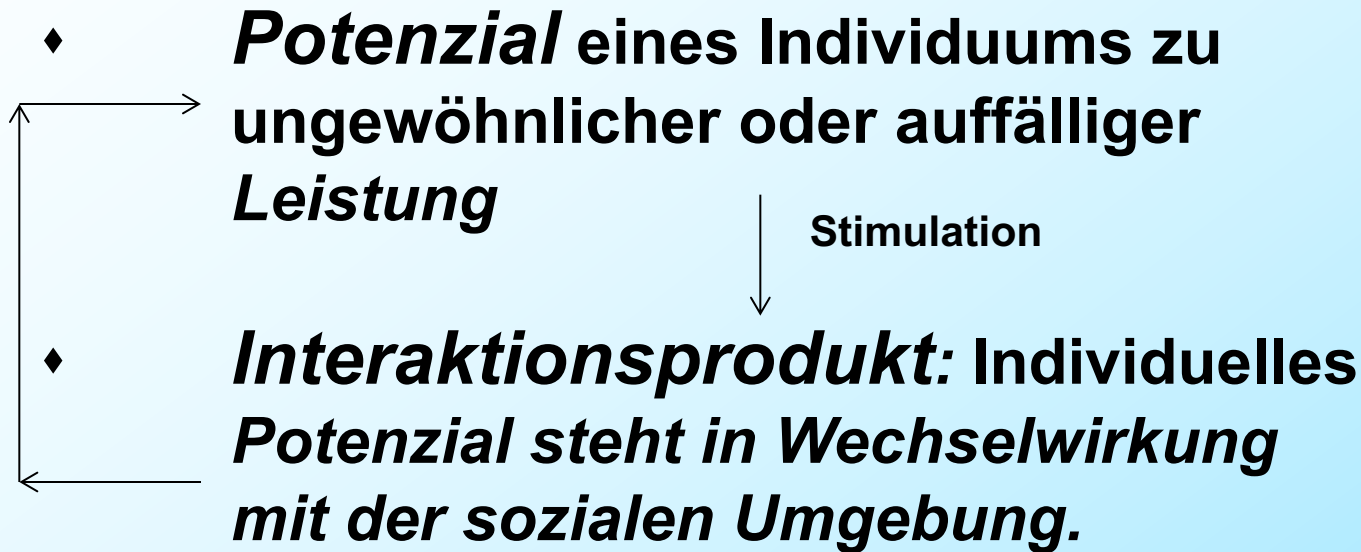 ♦ Potenzial eines Individuums zu
ungewöhnlicher oder auffälliger
Leistung
Stimulation
♦ Interaktionsprodukt: Individuelles
Potenzial steht in Wechselwirkung
mit der sozialen Umgebung.